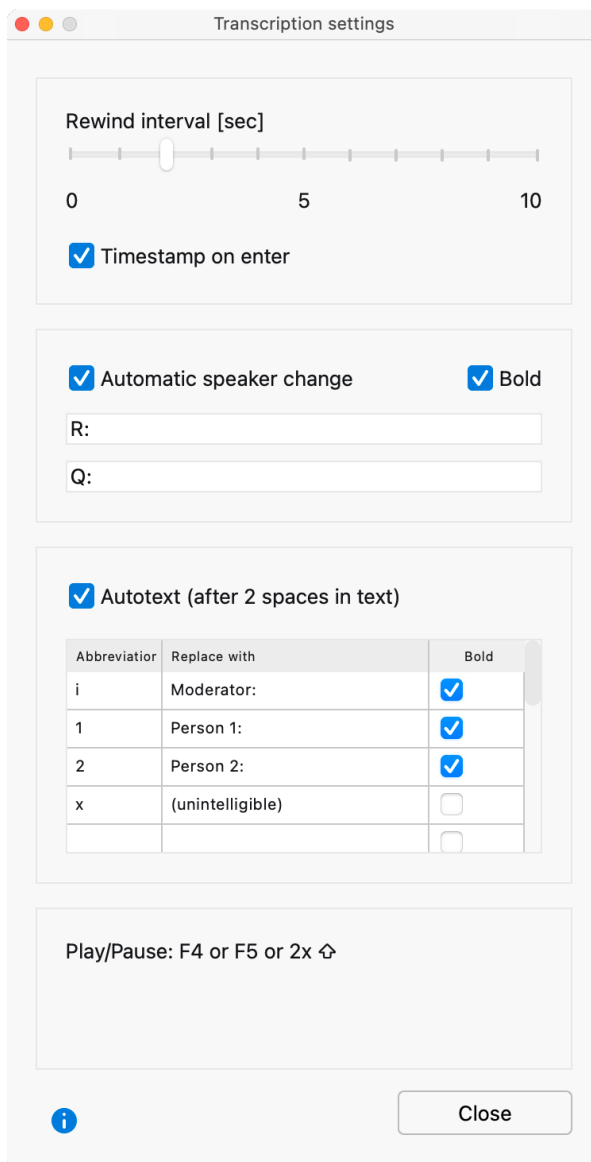 Transcription settings
Rewind interval [sec]
0 5 10
Timestamp on enter
Automatic speaker change Bold
R:
Q:
Autotext (after 2 spaces in text)
Abbreviatior Replace with Bold
i Moderator:
1 Person 1:
2 Person 2:
x (unintelligible)
Play/Pause: F4 or F5 or 2x ⇧
Close